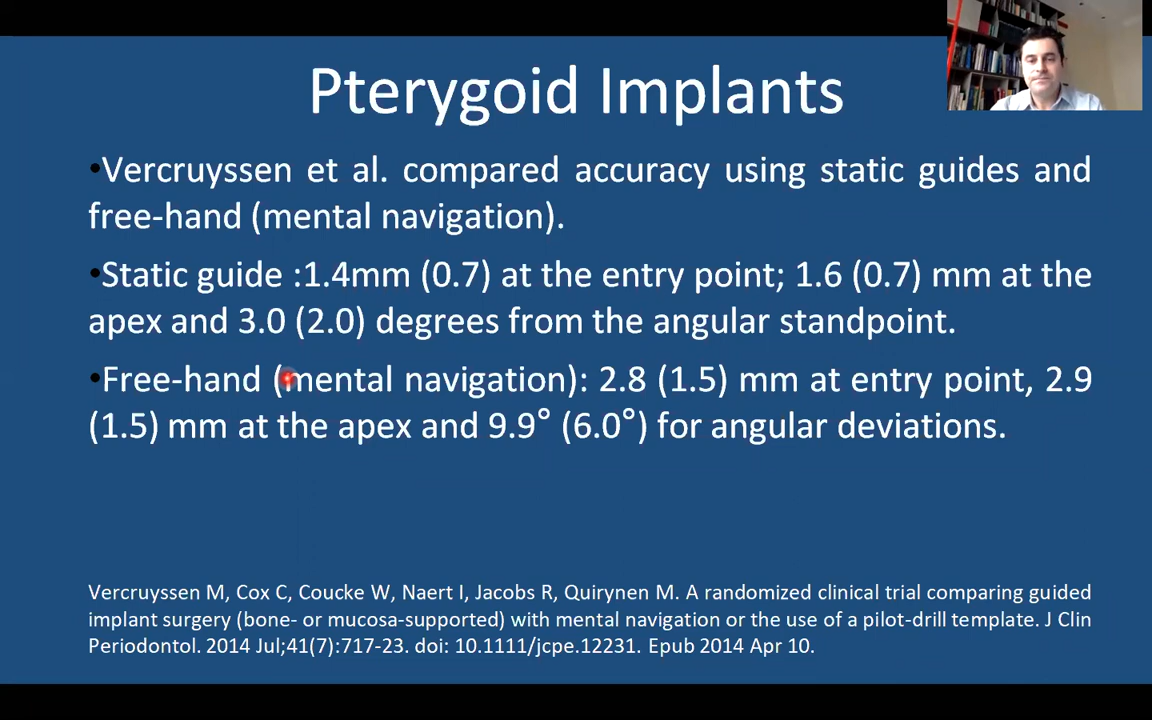 Pterygoid Implants
•Vercruyssen et al. compared accuracy using static guides and
free-hand (mental navigation).
•Static guide :1.4mm (0.7) at the entry point; 1.6 (0.7) mm at the
apex and 3.0 (2.0) degrees from the angular standpoint.
•Free-hand (mental navigation): 2.8 (1.5) mm at entry point, 2.9
(1.5) mm at the apex and 9.9° (6.0°) for angular deviations.
Vercruyssen M, Cox C, Coucke W, Naert I, Jacobs R, Quirynen M. A randomized clinical trial comparing guided
implant surgery (bone- or mucosa-supported) with mental navigation or the use of a pilot-drill template. J Clin
Periodontol. 2014 Jul;41(7):717-23. doi: 10.1111/jcpe.12231. Epub 2014 Apr 10.